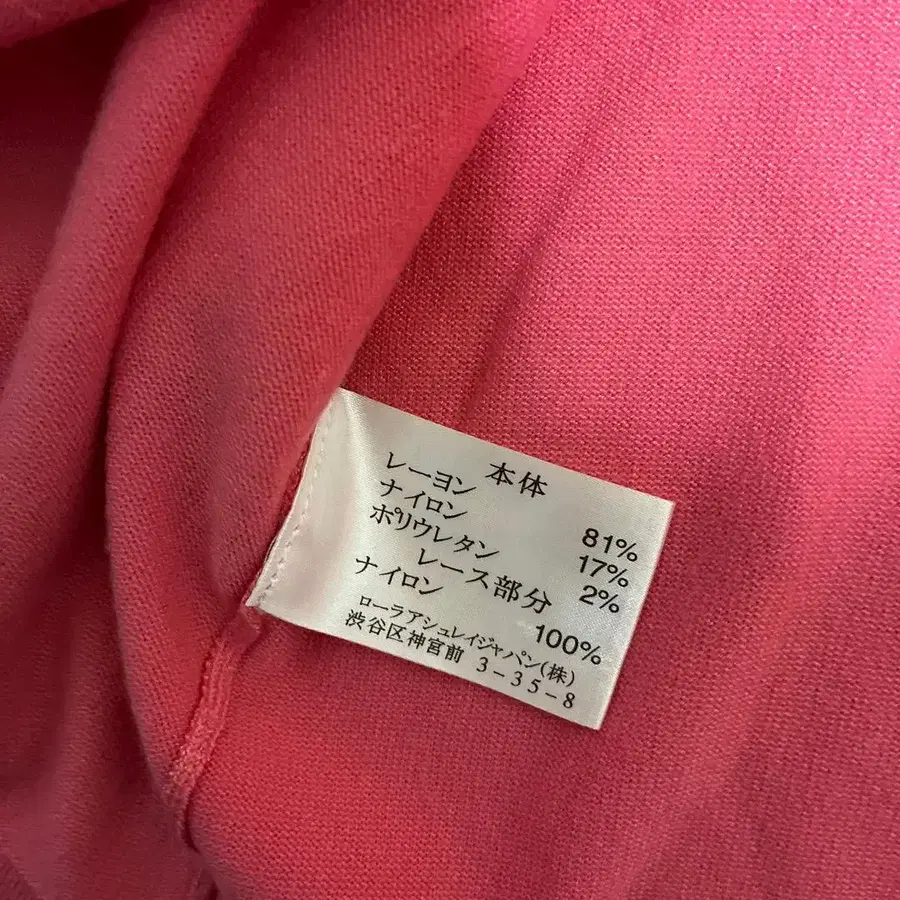 本体
レーヨン 81%
ナイロン 17%
ポリウレタン 2%
レース部分
ナイロン 100%
ローラアシュレイジャパン(株)
渋谷区神宮前 3-35-8